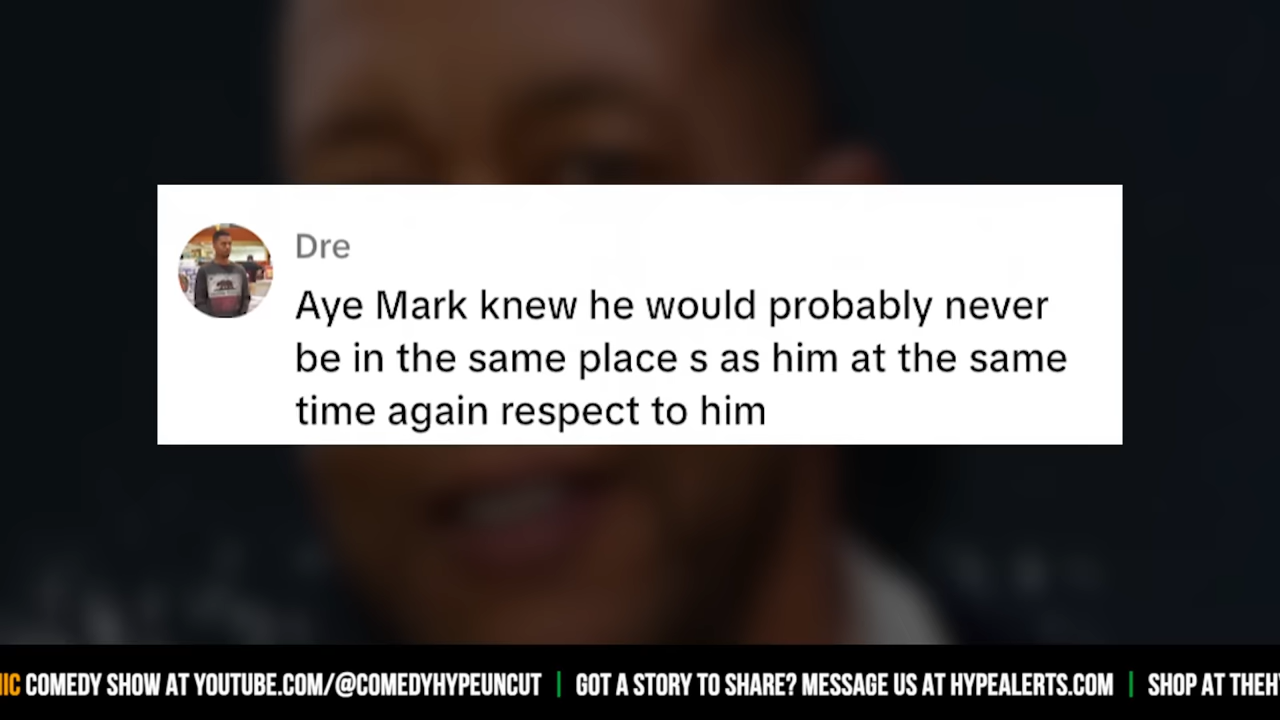 Dre
Aye Mark knew he would probably never
be in the same place s as him at the same
time again respect to him
COMEDY SHOW AT YOUTUBE.COM/@COMEDYHYPEUNCUT | GOT A STORY TO SHARE? MESSAGE US AT HYPEALERTS.COM | SHOP AT